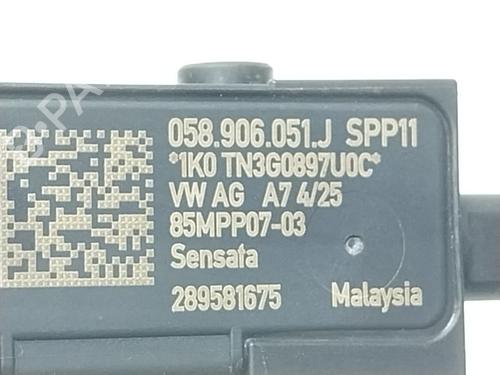 058.906.051.J SPP11
*1K0 TN3G0897U0C*
VW AG A7 4/25
85MPP07-03
Sensata
289581675 Malaysia